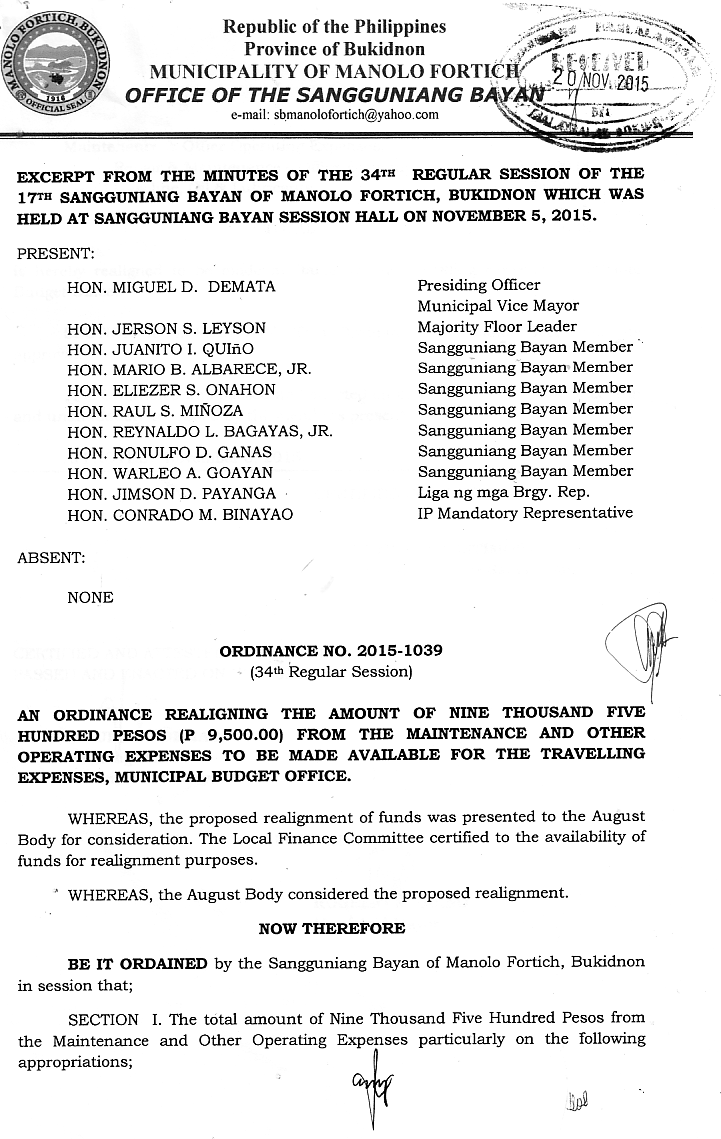 Republic of the Philippines
Province of Bukidnon
MUNICIPALITY OF MANOLO FORTICH
OFFICE OF THE SANGGUNIANG BAYAN
e-mail: sbmanolofortich@yahoo.com
MANOLO FORTICH, BUKIDNON
1916
OFFICIAL SEAL
RECEIVED
20 NOV. 2015
EXCERPT FROM THE MINUTES OF THE 34TH REGULAR SESSION OF THE
17TH SANGGUNIANG BAYAN OF MANOLO FORTICH, BUKIDNON WHICH WAS
HELD AT SANGGUNIANG BAYAN SESSION HALL ON NOVEMBER 5, 2015.
PRESENT:
HON. MIGUEL D. DEMATA Presiding Officer
Municipal Vice Mayor
HON. JERSON S. LEYSON Majority Floor Leader
HON. JUANITO I. QUIñO Sangguniang Bayan Member
HON. MARIO B. ALBARECE, JR. Sangguniang Bayan Member
HON. ELIEZER S. ONAHON Sangguniang Bayan Member
HON. RAUL S. MIÑOZA Sangguniang Bayan Member
HON. REYNALDO L. BAGAYAS, JR. Sangguniang Bayan Member
HON. RONULFO D. GANAS Sangguniang Bayan Member
HON. WARLEO A. GOAYAN Sangguniang Bayan Member
HON. JIMSON D. PAYANGA Liga ng mga Brgy. Rep.
HON. CONRADO M. BINAYAO IP Mandatory Representative
ABSENT:
NONE
ORDINANCE NO. 2015-1039
(34th Regular Session)
AN ORDINANCE REALIGNING THE AMOUNT OF NINE THOUSAND FIVE
HUNDRED PESOS (P 9,500.00) FROM THE MAINTENANCE AND OTHER
OPERATING EXPENSES TO BE MADE AVAILABLE FOR THE TRAVELLING
EXPENSES, MUNICIPAL BUDGET OFFICE.
WHEREAS, the proposed realignment of funds was presented to the August
Body for consideration. The Local Finance Committee certified to the availability of
funds for realignment purposes.
WHEREAS, the August Body considered the proposed realignment.
NOW THEREFORE
BE IT ORDAINED by the Sangguniang Bayan of Manolo Fortich, Bukidnon
in session that;
SECTION I. The total amount of Nine Thousand Five Hundred Pesos from
the Maintenance and Other Operating Expenses particularly on the following
appropriations;